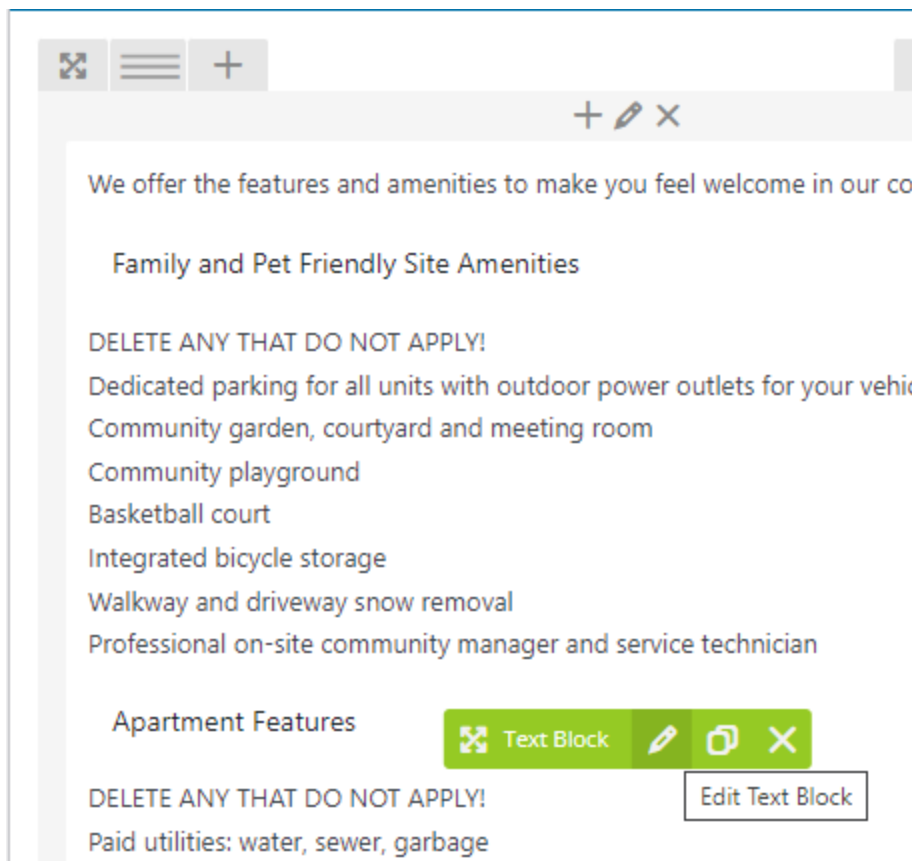 We offer the features and amenities to make you feel welcome in our
Family and Pet Friendly Site Amenities
DELETE ANY THAT DO NOT APPLY!
Dedicated parking for all units with outdoor power outlets for your
Community garden, courtyard and meeting room
Community playground
Basketball court
Integrated bicycle storage
Walkway and driveway snow removal
Professional on-site community manager and service technician
Apartment Features
Text Block
DELETE ANY THAT DO NOT APPLY!
Edit Text Block
Paid utilities: water, sewer, garbage